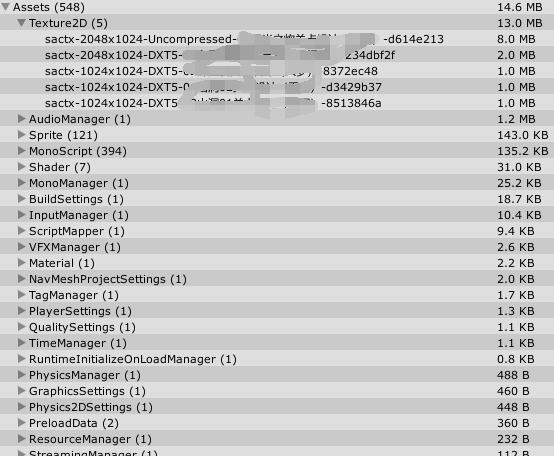 Assets (548) 14.6 MB
Texture2D (5) 13.0 MB
sactx-2048x1024-Uncompressed- -d614e213 8.0 MB
sactx-2048x1024-DXT5- 234dbf2f 2.0 MB
sactx-1024x1024-DXT5-0 8372ec48 1.0 MB
sactx-1024x1024-DXT5-0 -d3429b37 1.0 MB
sactx-1024x1024-DXT5- -8513846a 1.0 MB
AudioManager (1) 1.2 MB
Sprite (121) 143.0 KB
MonoScript (394) 135.2 KB
Shader (7) 31.0 KB
MonoManager (1) 25.2 KB
BuildSettings (1) 18.7 KB
InputManager (1) 10.4 KB
ScriptMapper (1) 9.4 KB
VFXManager (1) 2.6 KB
Material (1) 2.2 KB
NavMeshProjectSettings (1) 2.0 KB
TagManager (1) 1.7 KB
PlayerSettings (1) 1.3 KB
QualitySettings (1) 1.1 KB
TimeManager (1) 1.1 KB
RuntimeInitializeOnLoadManager (1) 0.8 KB
PhysicsManager (1) 488 B
GraphicsSettings (1) 460 B
Physics2DSettings (1) 448 B
PreloadData (2) 360 B
ResourceManager (1) 232 B
StreamingManager (1) 112 B